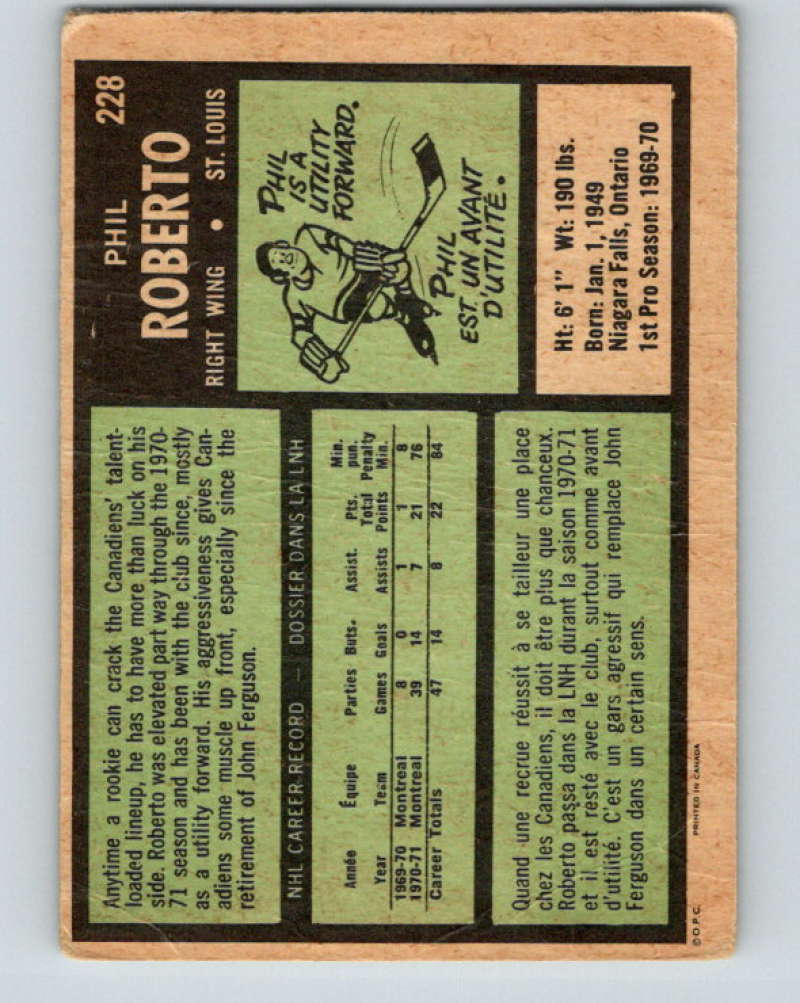 228
PHIL
ROBERTO
RIGHT WING • ST. LOUIS
PHIL
IS A
UTILITY
FORWARD.
PHIL
EST UN AVANT
D'UTILITÉ.
Ht: 6' 1" Wt: 190 lbs.
Born: Jan. 1, 1949
Niagara Falls, Ontario
1st Pro Season: 1969-70
Anytime a rookie can crack the Canadiens' talent-
loaded lineup, he has to have more than luck on his
side. Roberto was elevated part way through the 1970-
71 season and has been with the club since, mostly
as a utility forward. His aggressiveness gives Can-
adiens some muscle up front, especially since the
retirement of John Ferguson.
NHL CAREER RECORD — DOSSIER DANS LA LNH
Année Équipe Parties Buts. Assist. Pts. Total Min. pun.
Year Team Games Goals Assists Points Penalty Min.
1969-70 Montreal 8 0 1 1 8
1970-71 Montreal 39 14 7 21 76
Career Totals 47 14 8 22 84
Quand une recrue réussit à se tailleur une place
chez les Canadiens, il doit être plus que chanceux.
Roberto passa dans la LNH durant la saison 1970-71
et il est resté avec le club, surtout comme avant
d'utilité. C'est un gars agressif qui remplace John
Ferguson dans un certain sens.
© O.P.C. PRINTED IN CANADA